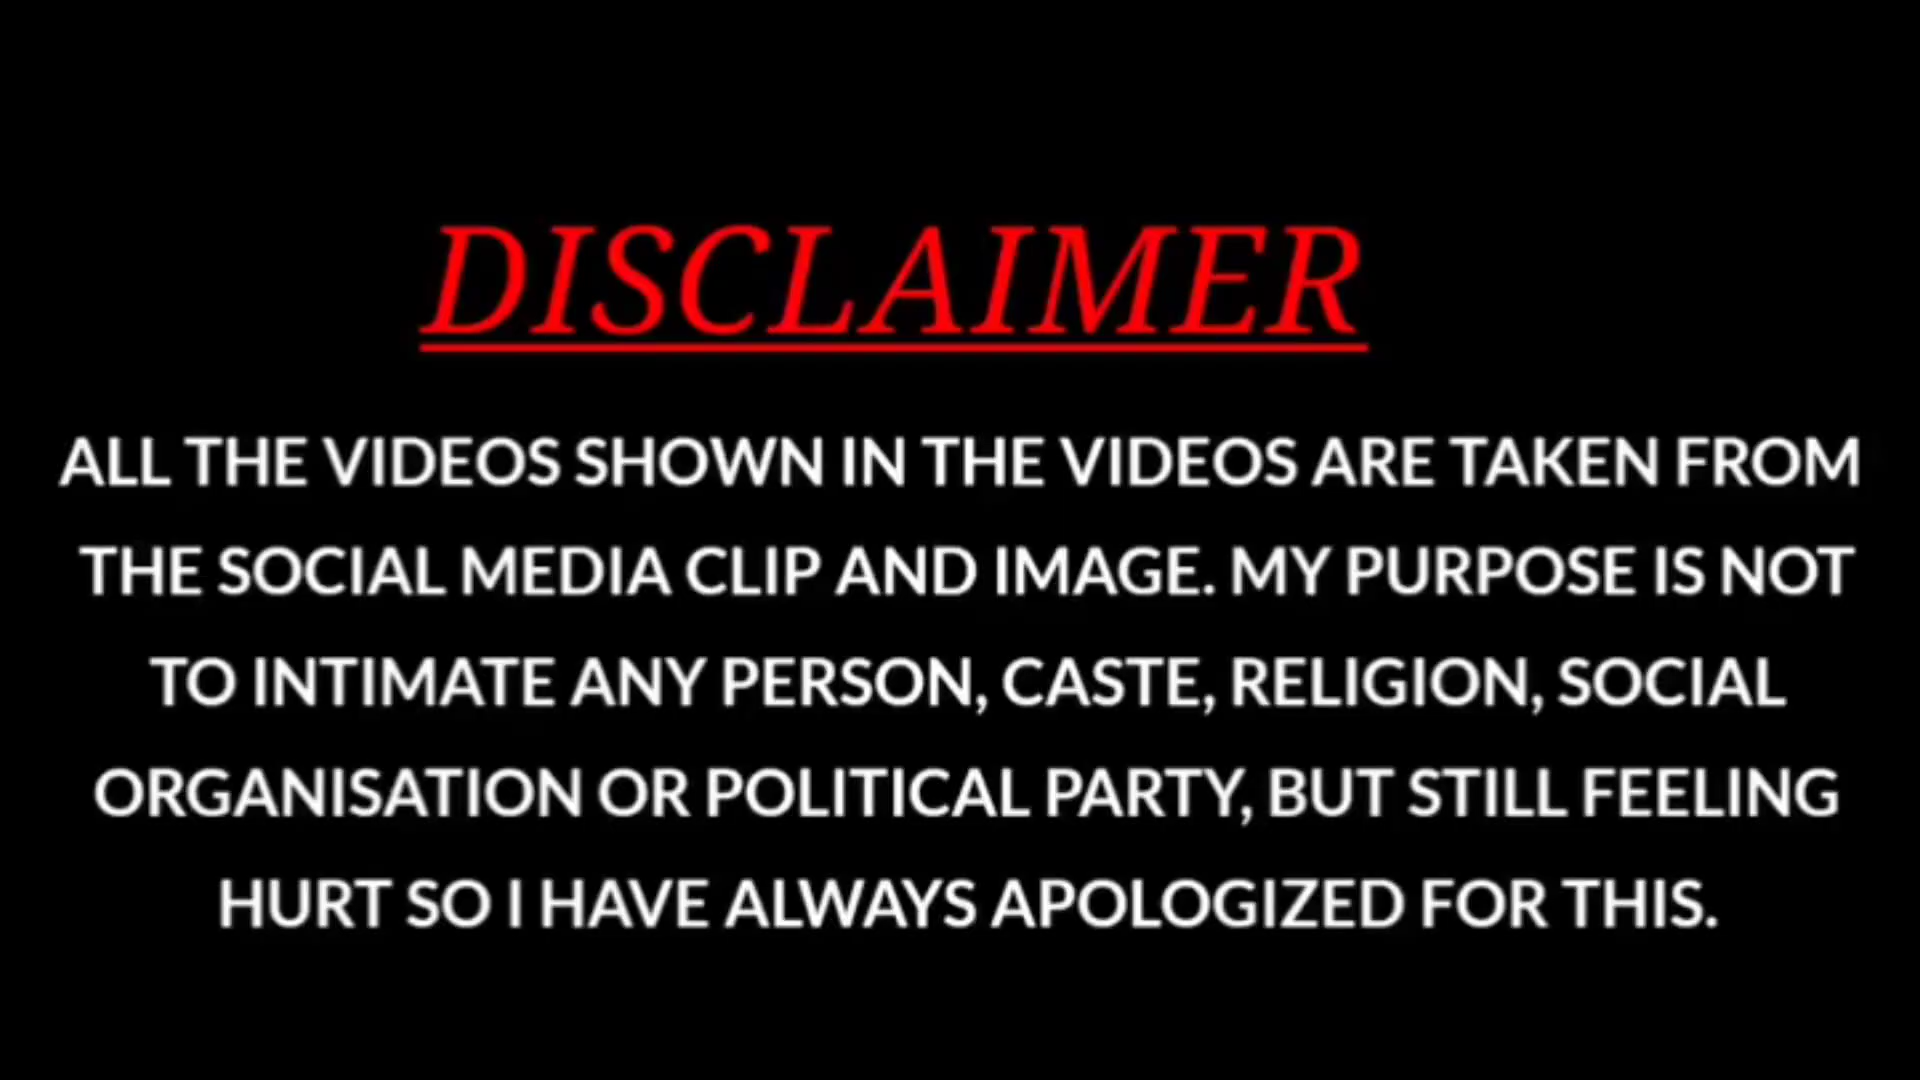 DISCLAIMER
ALL THE VIDEOS SHOWN IN THE VIDEOS ARE TAKEN FROM
THE SOCIAL MEDIA CLIP AND IMAGE. MY PURPOSE IS NOT
TO INTIMATE ANY PERSON, CASTE, RELIGION, SOCIAL
ORGANISATION OR POLITICAL PARTY, BUT STILL FEELING
HURT SO I HAVE ALWAYS APOLOGIZED FOR THIS.